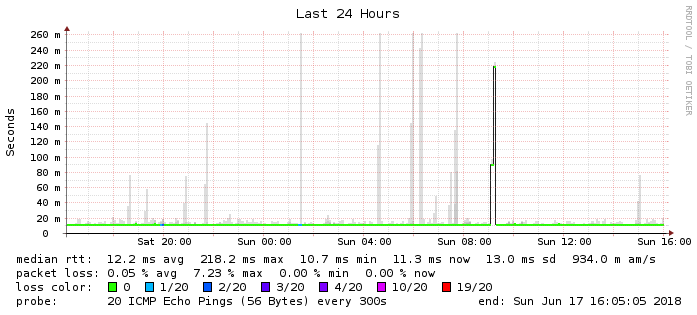 Last 24 Hours
RRDTOOL / TOBI OETIKER
Seconds
260 m
240 m
220 m
200 m
180 m
160 m
140 m
120 m
100 m
80 m
60 m
40 m
20 m
0
Sat 20:00 Sun 00:00 Sun 04:00 Sun 08:00 Sun 12:00 Sun 16:00
median rtt: 12.2 ms avg 218.2 ms max 10.7 ms min 11.3 ms now 13.0 ms sd 934.0 m am/s
packet loss: 0.05 % avg 7.23 % max 0.00 % min 0.00 % now
loss color: 0 1/20 2/20 3/20 4/20 10/20 19/20
probe: 20 ICMP Echo Pings (56 Bytes) every 300s end: Sun Jun 17 16:05:05 2018